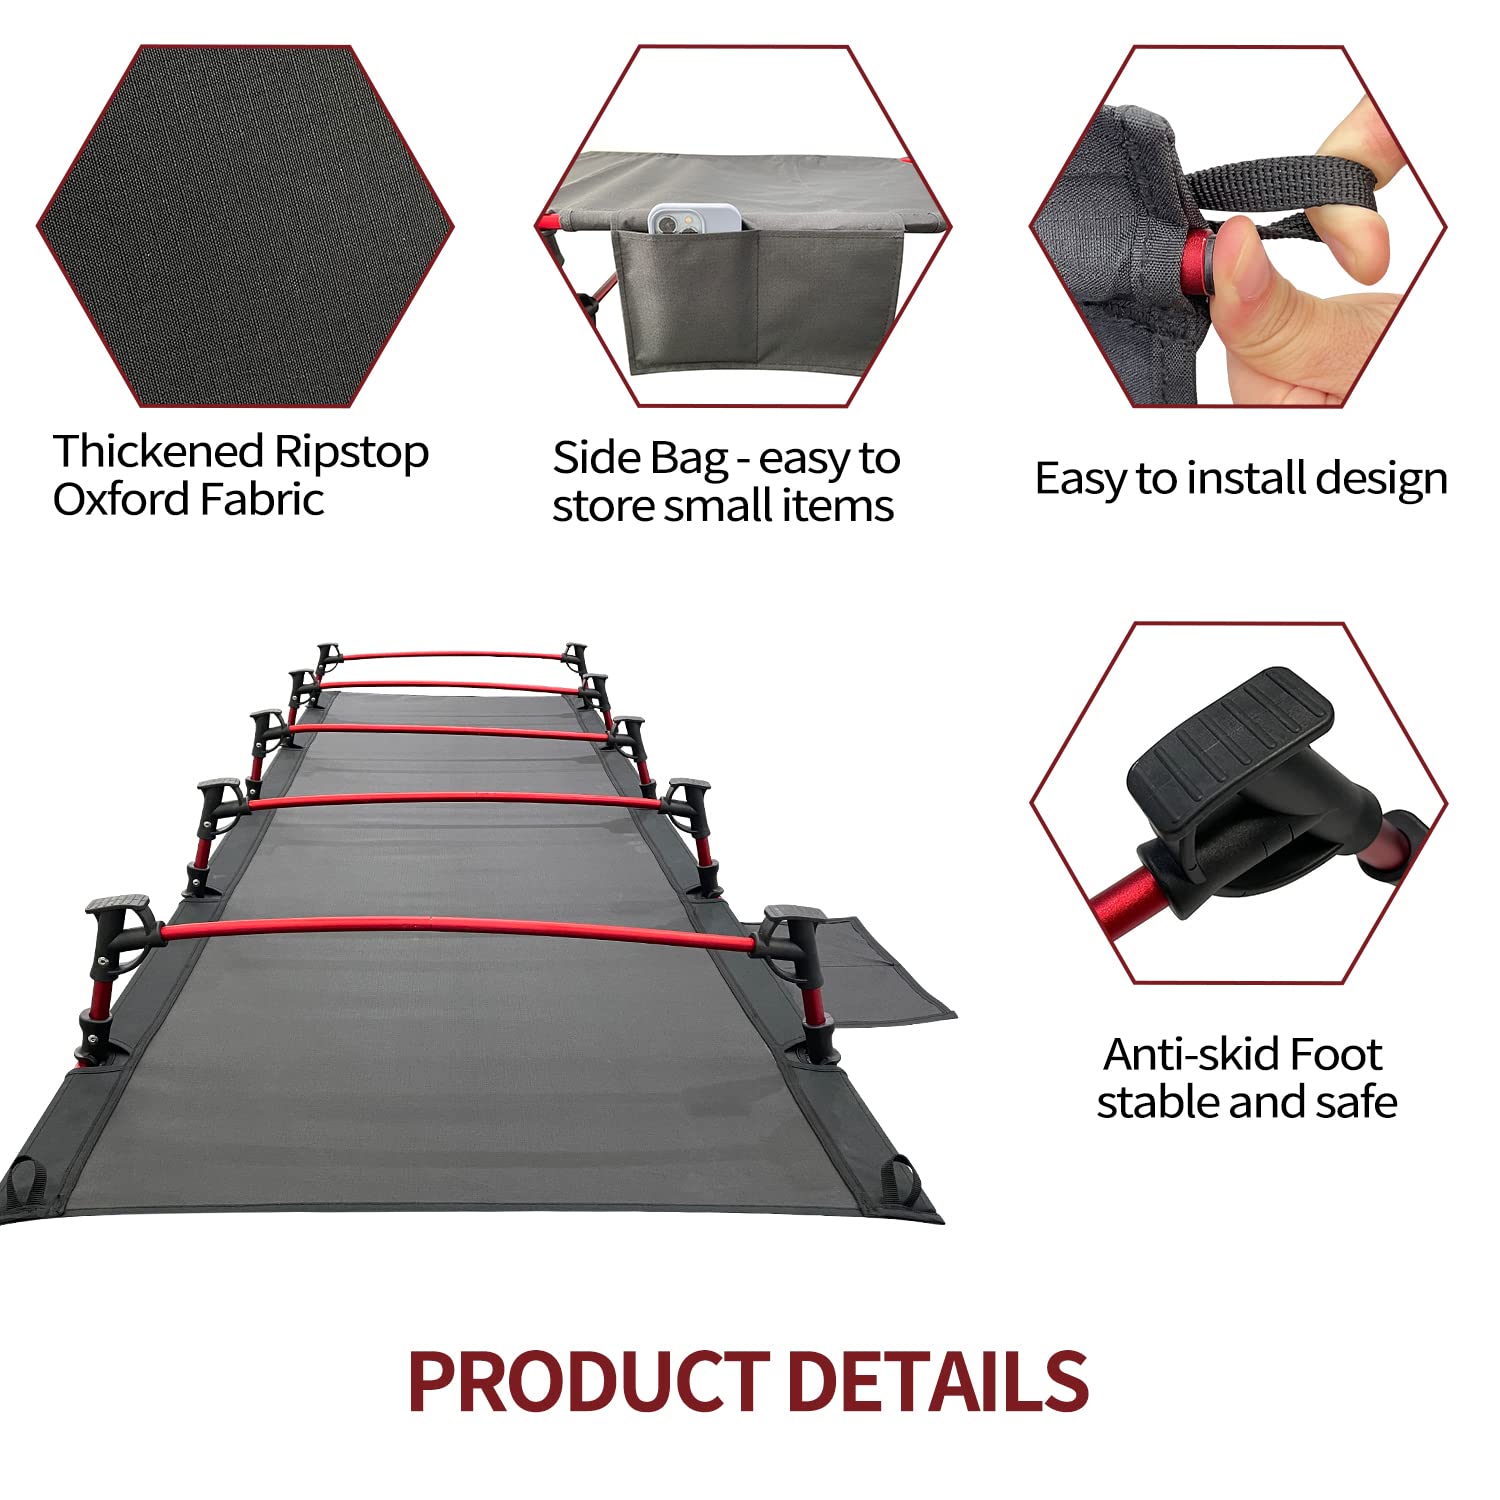 Thickened Ripstop
Oxford Fabric
Side Bag - easy to
store small items
Easy to install design
Anti-skid Foot
stable and safe
PRODUCT DETAILS